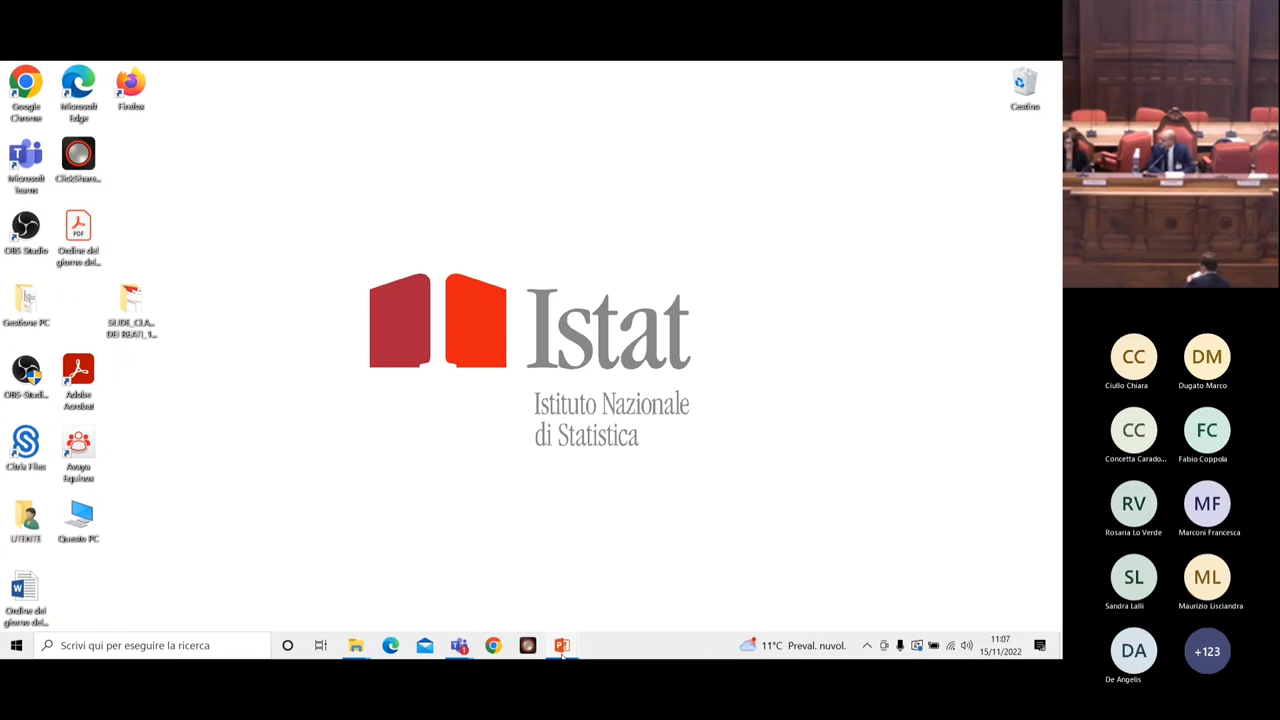 Google
Chrome
Microsoft
Edge
Firefox
Cestino
Microsoft
Teams
ClickShare...
OBS Studio
Ordine del
giorno del...
PDF
Gestione PC
SLIDE_CLA...
DEI REATI_1...
OBS-Studi...
Adobe
Acrobat
Citrix Files
Avaya
Equinox
UTENTE
Questo PC
Ordine del
giorno del...
Istat
Istituto Nazionale
di Statistica
Scrivi qui per eseguire la ricerca
11°C Preval. nuvol.
11:07
15/11/2022
CC
Ciullo Chiara
DM
Dugato Marco
CC
Concetta Carado...
FC
Fabio Coppola
RV
Rosaria Lo Verde
MF
Marconi Francesca
SL
Sandra Lalli
ML
Maurizio Lisciandra
DA
De Angelis
+123